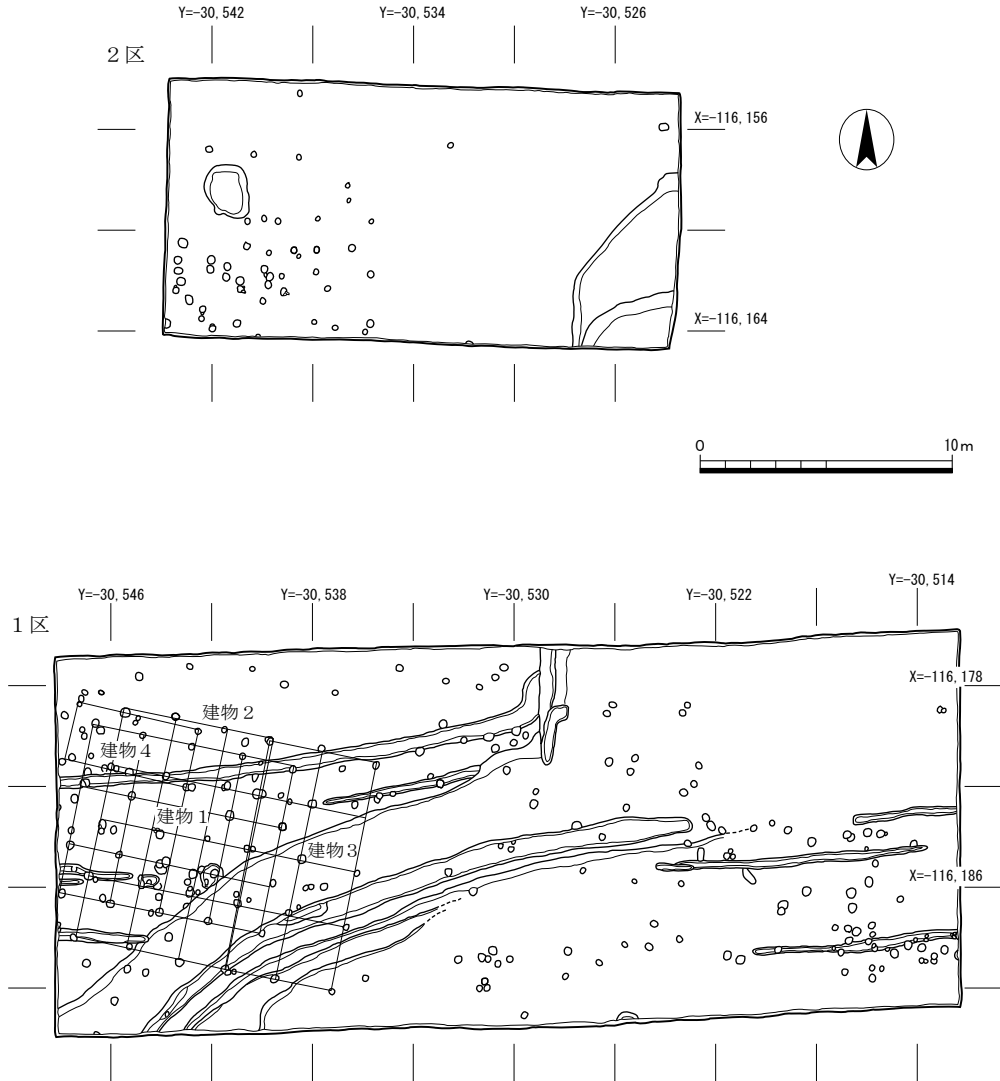 Y=-30,542
Y=-30,534
Y=-30,526
2区
X=-116,156
X=-116,164
0
10m
Y=-30,546
Y=-30,538
Y=-30,530
Y=-30,522
Y=-30,514
1区
X=-116,178
建物2
建物4
建物1
建物3
X=-116,186